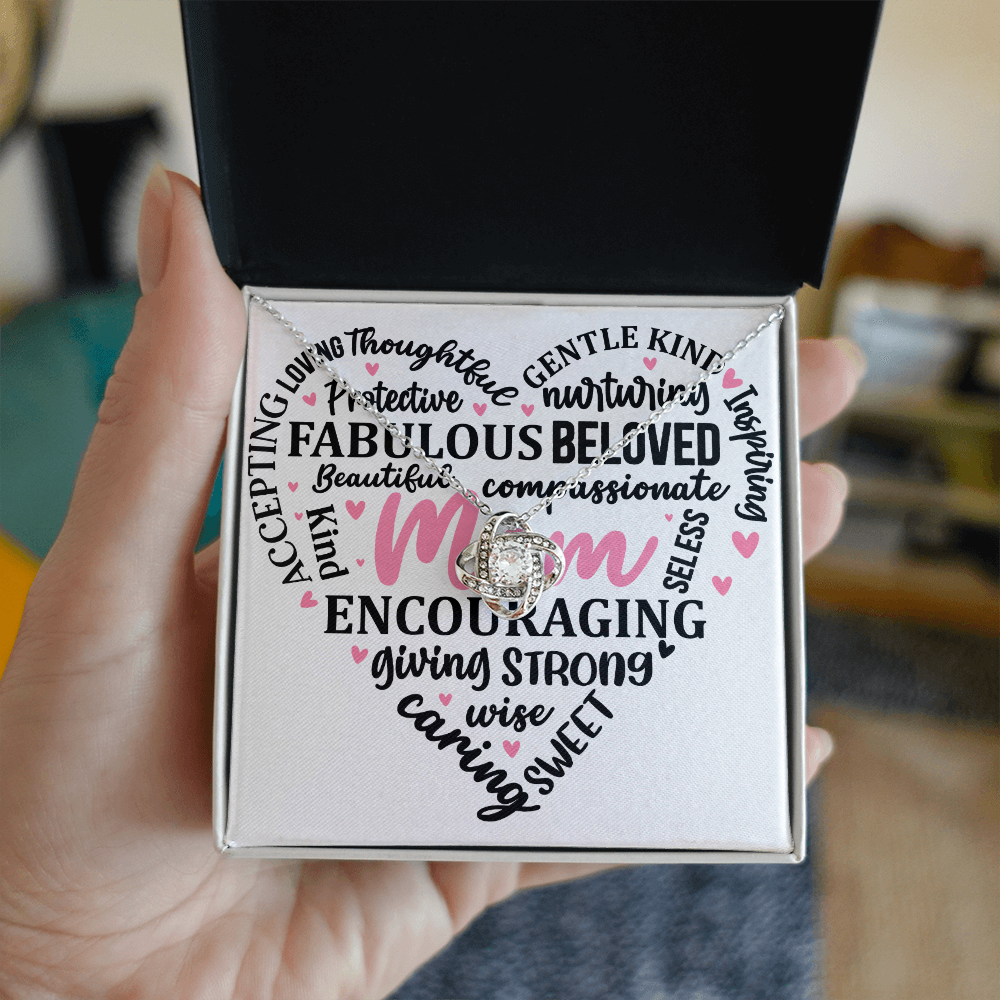 LOVING Thoughtful
GENTLE KIND
Protective
nurturing
ACCEPTING
Inspiring
FABULOUS BELOVED
Beautiful compassionate
Kind
Mom
SELESS
pud
ENCOURAGING
giving STRONG
wise
caring
SWEET